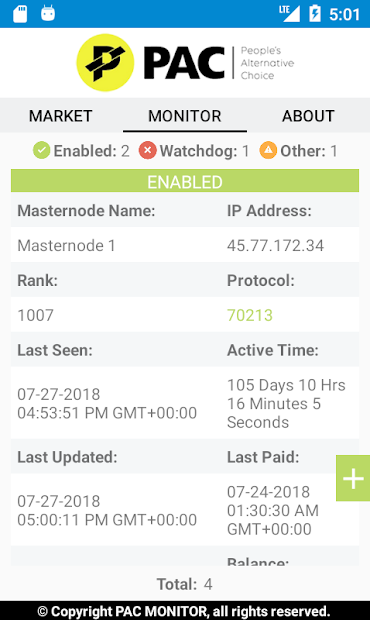 LTE 5:01
PAC People's
Alternative
Choice
MARKET MONITOR ABOUT
Enabled: 2 Watchdog: 1 Other: 1
ENABLED
Masternode Name: IP Address:
Masternode 1 45.77.172.34
Rank: Protocol:
1007 70213
Last Seen: Active Time:
07-27-2018
04:53:51 PM GMT+00:00
105 Days 10 Hrs
16 Minutes 5
Seconds
Last Updated: Last Paid:
07-27-2018
05:00:11 PM GMT+00:00
07-24-2018
01:30:30 AM
GMT+00:00
Balance:
+
Total: 4
© Copyright PAC MONITOR, all rights reserved.